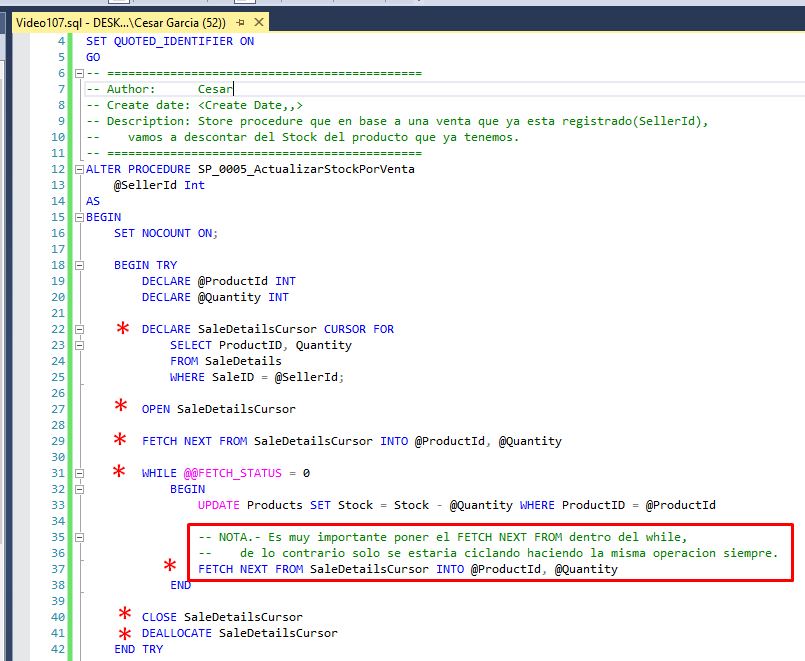 Video107.sql - DESK...\Cesar Garcia (52))
4 SET QUOTED_IDENTIFIER ON
5 GO
6 -- =============================================
7 -- Author: Cesar
8 -- Create date: <Create Date,,>
9 -- Description: Store procedure que en base a una venta que ya esta registrado(SellerId),
10 -- vamos a descontar del Stock del producto que ya tenemos.
11 -- =============================================
12 ALTER PROCEDURE SP_0005_ActualizarStockPorVenta
13 @SellerId Int
14 AS
15 BEGIN
16 SET NOCOUNT ON;
17
18 BEGIN TRY
19 DECLARE @ProductId INT
20 DECLARE @Quantity INT
21
22 * DECLARE SaleDetailsCursor CURSOR FOR
23 SELECT ProductID, Quantity
24 FROM SaleDetails
25 WHERE SaleID = @SellerId;
26
27 * OPEN SaleDetailsCursor
28
29 * FETCH NEXT FROM SaleDetailsCursor INTO @ProductId, @Quantity
30
31 * WHILE @@FETCH_STATUS = 0
32 BEGIN
33 UPDATE Products SET Stock = Stock - @Quantity WHERE ProductID = @ProductId
34
35 -- NOTA.- Es muy importante poner el FETCH NEXT FROM dentro del while,
36 -- de lo contrario solo se estaria ciclando haciendo la misma operacion siempre.
37 * FETCH NEXT FROM SaleDetailsCursor INTO @ProductId, @Quantity
38 END
39
40 * CLOSE SaleDetailsCursor
41 * DEALLOCATE SaleDetailsCursor
42 END TRY